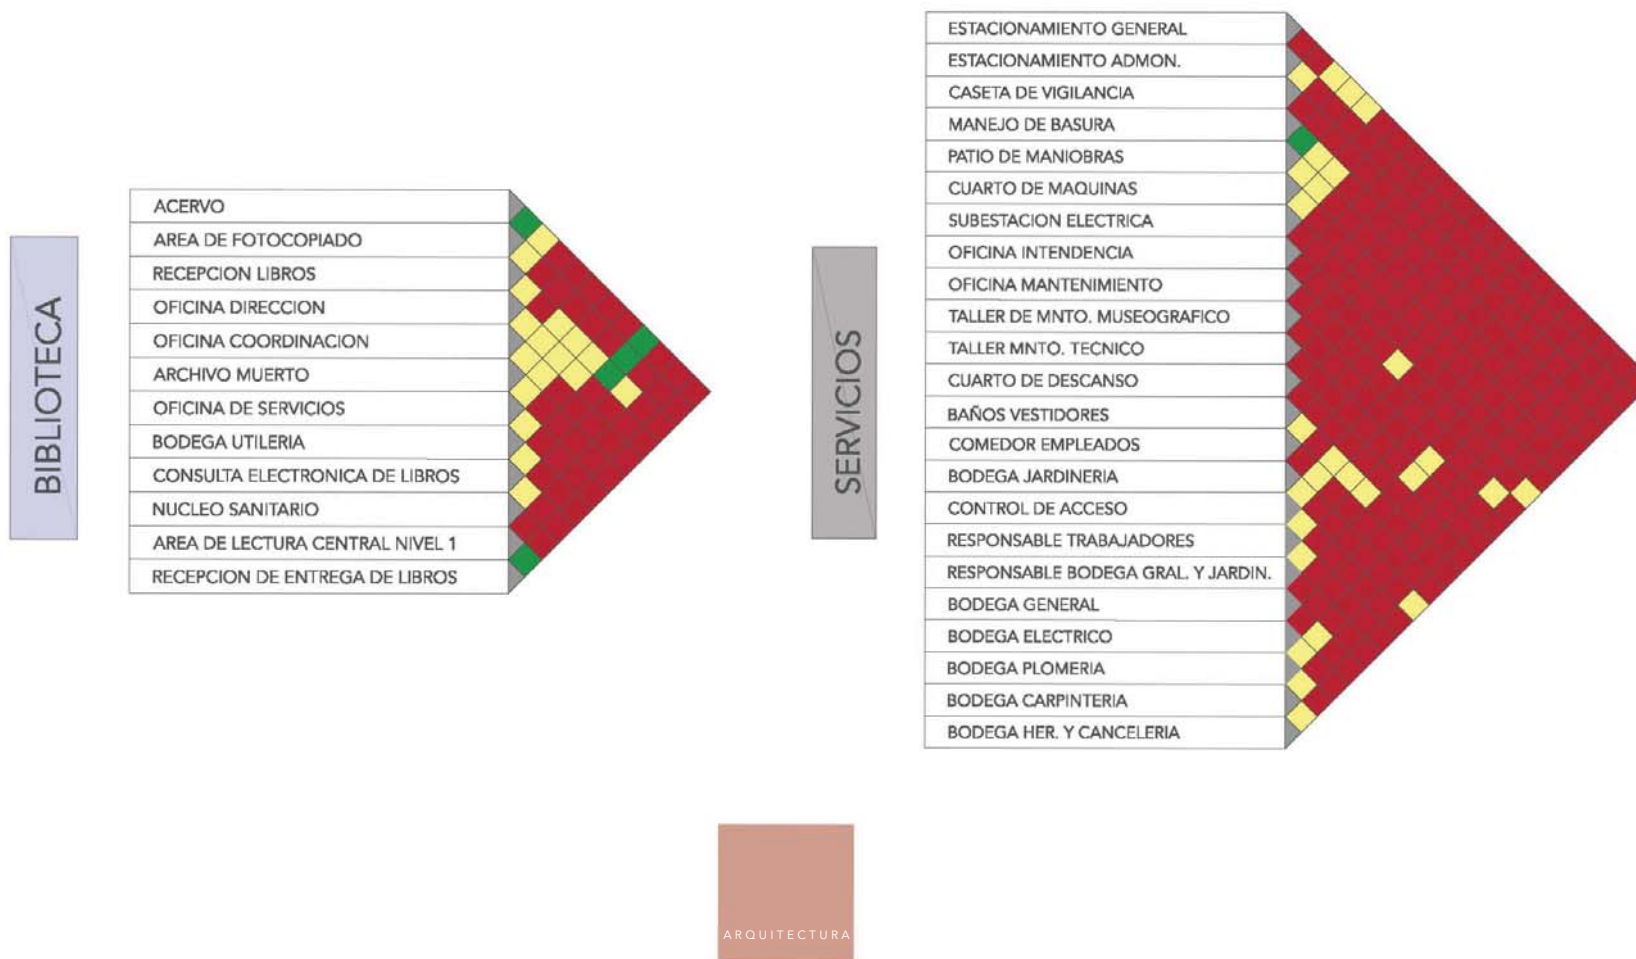 BIBLIOTECA
ACERVO
AREA DE FOTOCOPIADO
RECEPCION LIBROS
OFICINA DIRECCION
OFICINA COORDINACION
ARCHIVO MUERTO
OFICINA DE SERVICIOS
BODEGA UTILERIA
CONSULTA ELECTRONICA DE LIBROS
NUCLEO SANITARIO
AREA DE LECTURA CENTRAL NIVEL 1
RECEPCION DE ENTREGA DE LIBROS
SERVICIOS
ESTACIONAMIENTO GENERAL
ESTACIONAMIENTO ADMON.
CASETA DE VIGILANCIA
MANEJO DE BASURA
PATIO DE MANIOBRAS
CUARTO DE MAQUINAS
SUBESTACION ELECTRICA
OFICINA INTENDENCIA
OFICINA MANTENIMIENTO
TALLER DE MNTO. MUSEOGRAFICO
TALLER MNTO. TECNICO
CUARTO DE DESCANSO
BAÑOS VESTIDORES
COMEDOR EMPLEADOS
BODEGA JARDINERIA
CONTROL DE ACCESO
RESPONSABLE TRABAJADORES
RESPONSABLE BODEGA GRAL. Y JARDIN.
BODEGA GENERAL
BODEGA ELECTRICO
BODEGA PLOMERIA
BODEGA CARPINTERIA
BODEGA HER. Y CANCELERIA
ARQUITECTURA